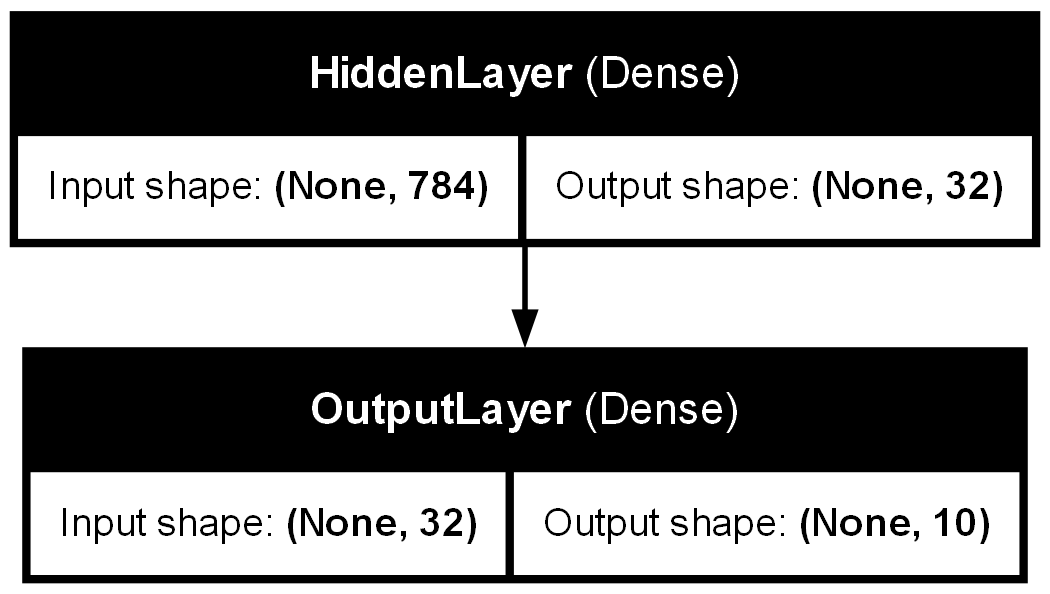 HiddenLayer (Dense)
Input shape: (None, 784)
Output shape: (None, 32)
OutputLayer (Dense)
Input shape: (None, 32)
Output shape: (None, 10)